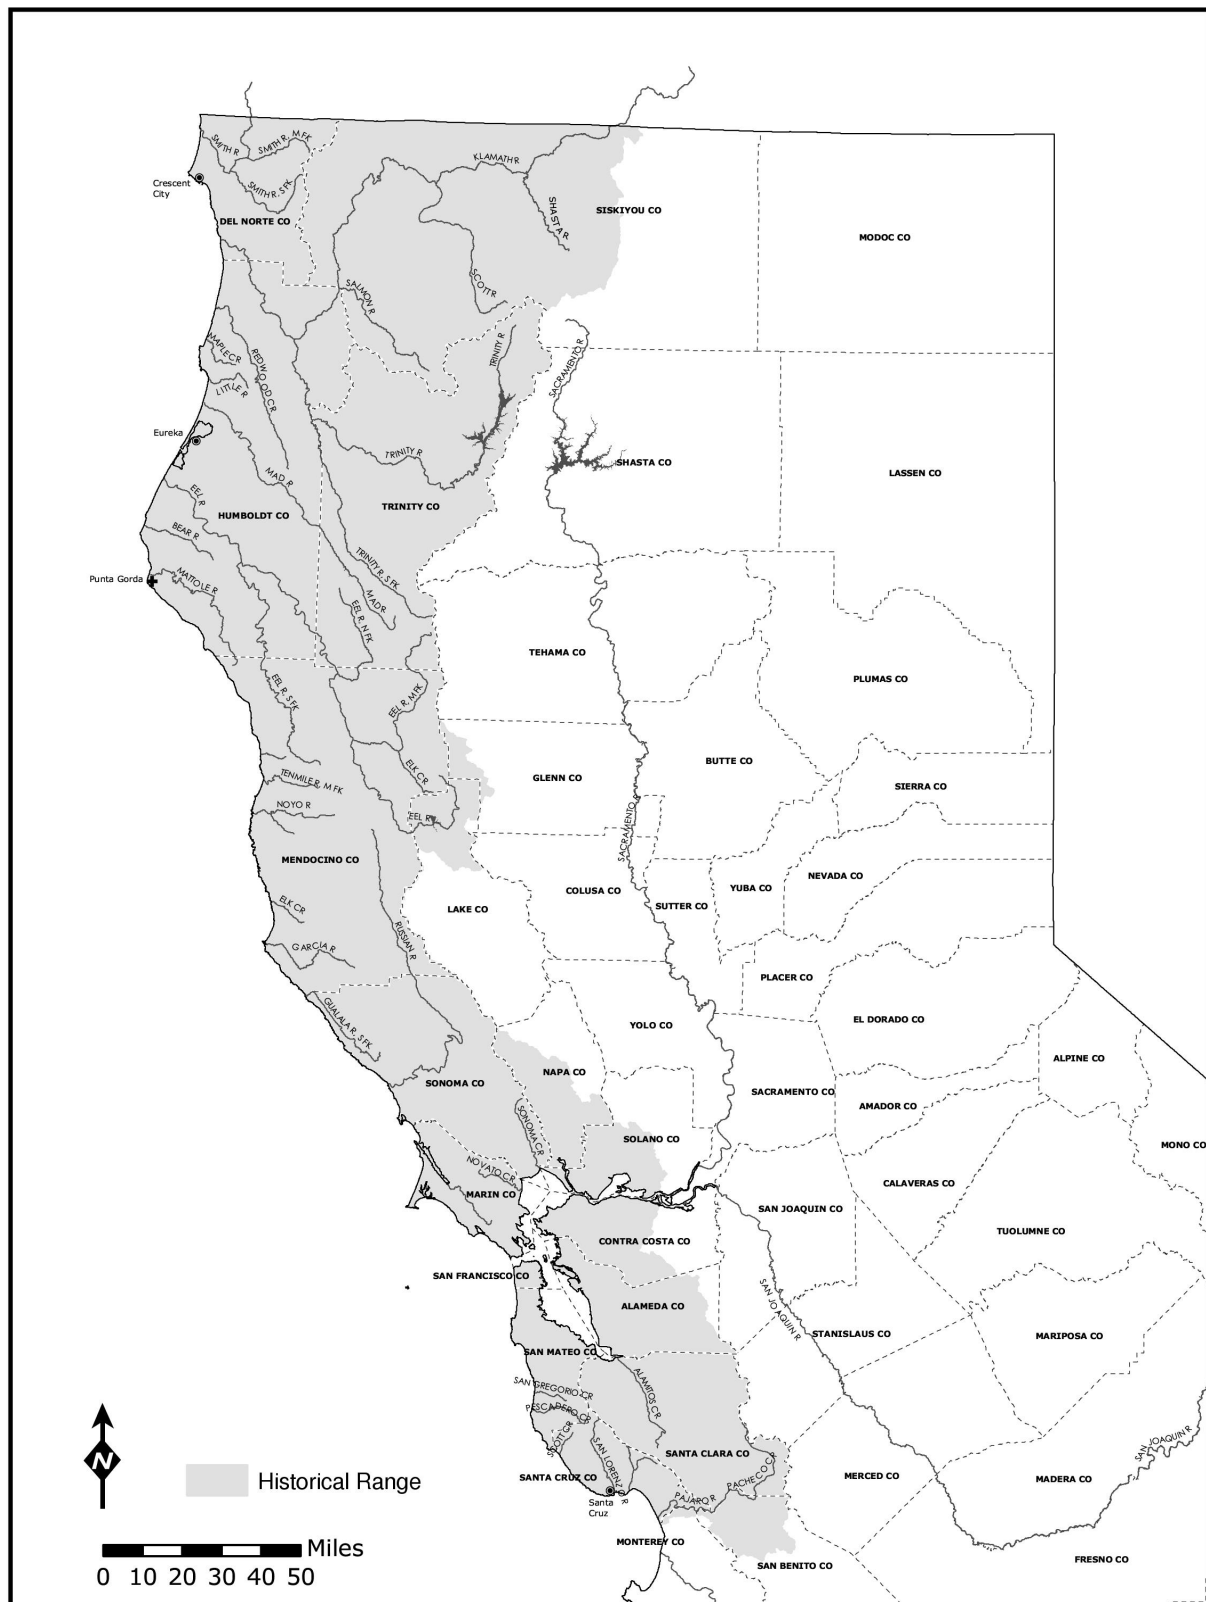 SMITH R
SMITH R, M FK
KLAMATH R
Crescent
City
SMITH R, S FK
SHASTA R
SISKIYOU CO
DEL NORTE CO
MODOC CO
SALMON R
SCOTT R
TRINITY R
SACRAMENTO R
MAPLE CR
REDWOOD CR
LITTLE R
Eureka
TRINITY R
SHASTA CO
LASSEN CO
MAD R
EEL R
TRINITY CO
HUMBOLDT CO
BEAR R
Punta Gorda
MATTOLE R
TRINITY R, S FK
MAD R
EEL R, N FK
TEHAMA CO
PLUMAS CO
EEL R, S FK
EEL R, M FK
BUTTE CO
ELK CR
GLENN CO
TENMILE R, M FK
SIERRA CO
NOYO R
EEL R
SACRAMENTO R
MENDOCINO CO
NEVADA CO
YUBA CO
COLUSA CO
SUTTER CO
LAKE CO
ELK CR
GARCIA R
RUSSIAN R
PLACER CO
GUALALA R, S FK
EL DORADO CO
YOLO CO
ALPINE CO
NAPA CO
SONOMA CO
SACRAMENTO CO
AMADOR CO
SONOMA CR
SOLANO CO
MONO CO
NOVATO CR
CALAVERAS CO
MARIN CO
SAN JOAQUIN CO
TUOLUMNE CO
CONTRA COSTA CO
SAN FRANCISCO CO
ALAMEDA CO
SAN JOAQUIN R
STANISLAUS CO
MARIPOSA CO
SAN MATEO CO
SAN GREGORIO CR
ALAMITOS CR
PESCADERO CR
SCOTT CR
SAN LORENZO R
SANTA CLARA CO
SAN JOAQUIN R
PACHECO CR
SANTA CRUZ CO
MERCED CO
MADERA CO
PAJARO R
Santa
Cruz
MONTEREY CO
SAN BENITO CO
FRESNO CO
N
Historical Range
Miles
0 10 20 30 40 50